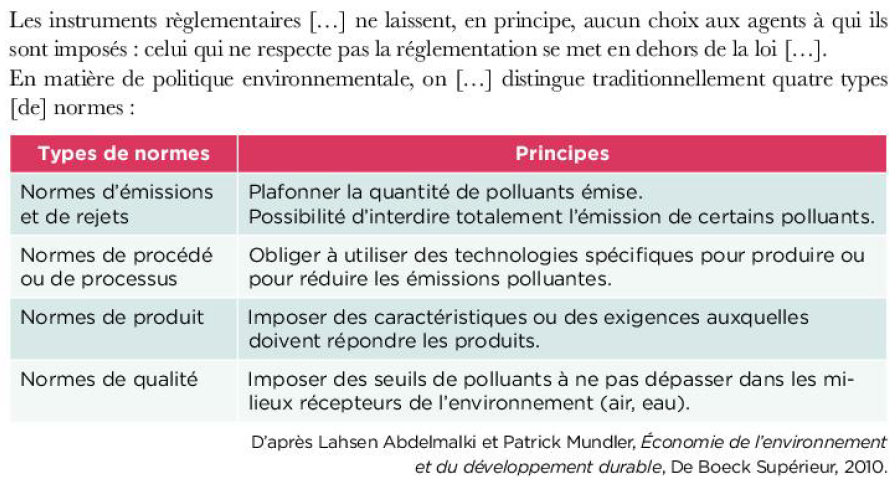 Les instruments règlementaires […] ne laissent, en principe, aucun choix aux agents à qui ils
sont imposés : celui qui ne respecte pas la réglementation se met en dehors de la loi […].
En matière de politique environnementale, on […] distingue traditionnellement quatre types
[de] normes :
Types de normes
Principes
Normes d'émissions
et de rejets
Plafonner la quantité de polluants émise.
Possibilité d'interdire totalement l'émission de certains polluants.
Normes de procédé
ou de processus
Obliger à utiliser des technologies spécifiques pour produire ou
pour réduire les émissions polluantes.
Normes de produit
Imposer des caractéristiques ou des exigences auxquelles
doivent répondre les produits.
Normes de qualité
Imposer des seuils de polluants à ne pas dépasser dans les mi-
lieux récepteurs de l'environnement (air, eau).
D'après Lahsen Abdelmalki et Patrick Mundler, Économie de l'environnement
et du développement durable, De Boeck Supérieur, 2010.